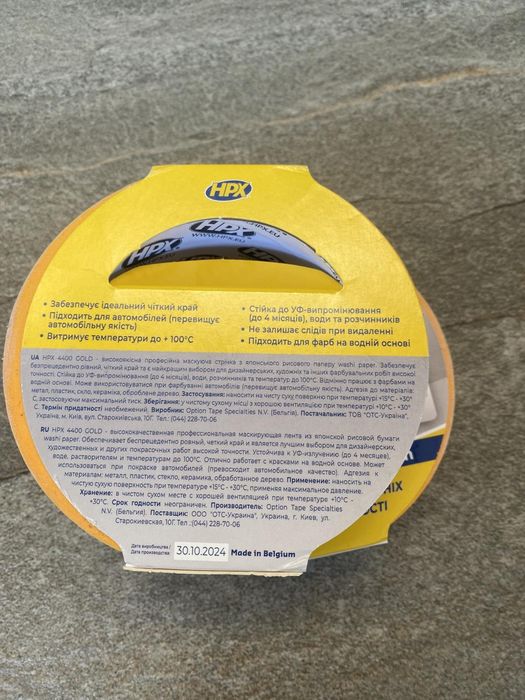 HPX
HPX
HPX
WWW.HPX.EU
• Забезпечує ідеальний чіткий край
• Підходить для автомобілей (перевищує
автомобільну якість)
• Витримує температури до + 100°С
• Стійка до УФ-випромінювання
(до 4 місяців), води та розчинників
• Не залишає слідів при видаленні
• Підходить для фарб на водній основі
UA HPX 4400 GOLD - високоякісна професійна маскуюча стрічка з японського рисового паперу washi paper. Забезпечує
безпредентно рівний, чіткий край та є найкращим вибором для дизайнерських, художніх та інших фарбувальних робіт високої
точності. Стійка до УФ-випромінювання (до 4 місяців), води, розчинників та температур до 100°С. Відмінно працює з фарбами на
водній основі. Може використовуватися при фарбуванні автомобілів (перевищує автомобільну якість). Адгезія до матеріалів:
метал, пластик, скло, кераміка, оброблене дерево. Застосування: наносити на чисту суху поверхню при температурі +15°С - +30°
С, застосовуючи максимальний тиск. Зберігання: у чистому сухому місці з хорошою вентиляцією при температурі +10°С - +30°
С. Термін придатності необмежений. Виробник: Option Tape Specialties N.V. (Бельгія). Постачальник: ТОВ "ОТС-Україна",
Україна, м. Київ, вул. Старокиївська, 10Г. Тел.: (044) 228-70-06
RU HPX 4400 GOLD - высококачественная профессиональная маскирующая лента из японской рисовой бумаги
washi paper. Обеспечивает беспредентно ровный, четкий край и является лучшим выбором для дизайнерских,
художественных и других покрасочных работ высокой точности. Устойчива к УФ-излучению (до 4 месяцев),
воде, растворителям и температурам до 100°С. Отлично работает с красками на водной основе. Может
использоваться при покраске автомобилей (превосходит автомобильное качество). Адгезия к
материалам: металл, пластик, стекло, керамика, обработанное дерево. Применение: наносить на
чистую сухую поверхность при температуре +15°С - +30°С, применяя максимальное давление.
Хранение: в чистом сухом месте с хорошей вентиляцией при температуре +10°С -
+30°С. Срок годности неограничен. Производитель: Option Tape Specialties
N.V. (Бельгия). Поставщик: ООО "ОТС-Украина", Украина, г. Киев, ул.
Старокиевская, 10Г. Тел.:(044) 228-70-06
Дата виробництва/
Дата производства:
30.10.2024
Made in Belgium
ІХ
ОСТІ